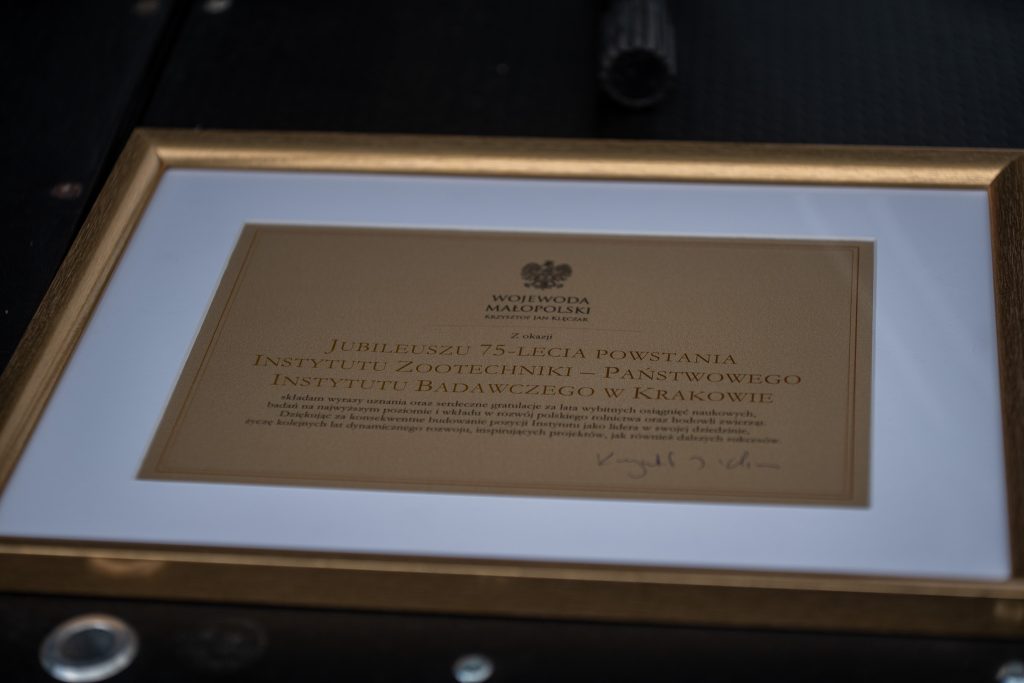 WOJEWODA
MAŁOPOLSKI
KRZYSZTOF JAN KLĘCZAR
Z okazji
JUBILEUSZU 75-LECIA POWSTANIA
INSTYTUTU ZOOTECHNIKI – PAŃSTWOWEGO
INSTYTUTU BADAWCZEGO W KRAKOWIE
składam wyrazy uznania oraz serdeczne gratulacje za lata wybitnych osiągnięć naukowych,
badań na najwyższym poziomie i wkładu w rozwój polskiego rolnictwa oraz hodowli zwierząt.
Dziękując za konsekwentne budowanie pozycji Instytutu jako lidera w swojej dziedzinie,
życzę kolejnych lat dynamicznego rozwoju, inspirujących projektów, jak również dalszych sukcesów.